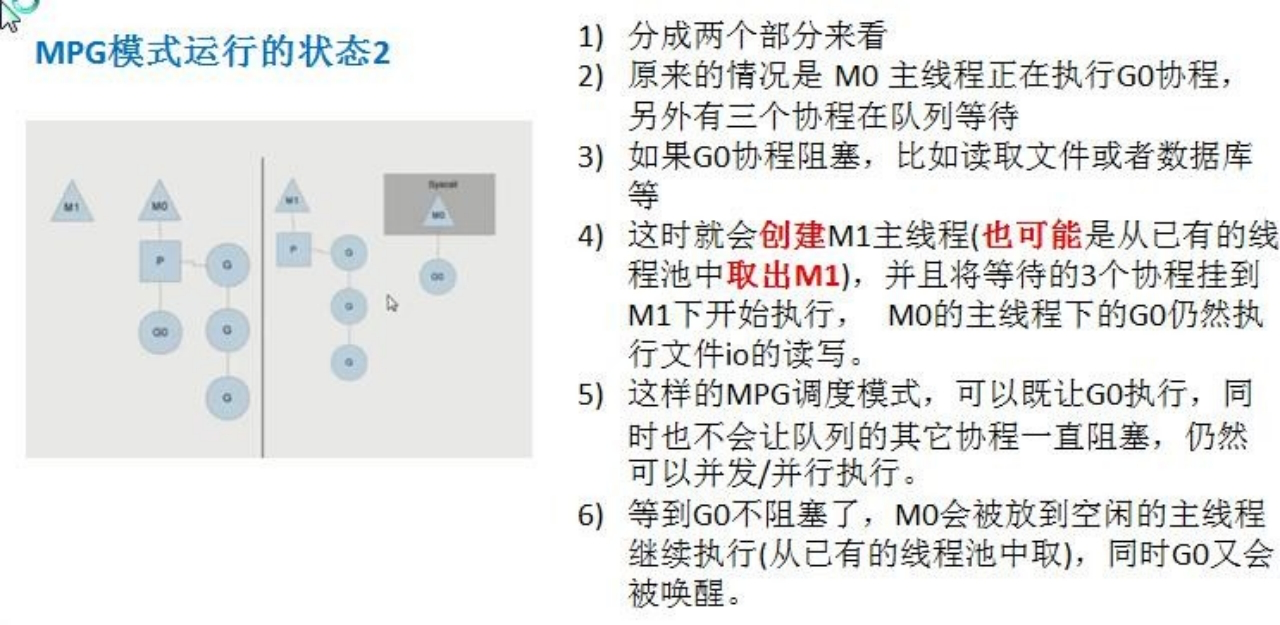 MPG模式运行的状态2
M1
M0
P
G
G0
G
G
M1
P
G
G
G
Syscall
M0
G0
1) 分成两个部分来看
2) 原来的情况是 M0 主线程正在执行G0协程，
另外有三个协程在队列等待
3) 如果G0协程阻塞，比如读取文件或者数据库
等
4) 这时就会创建M1主线程(也可能是从已有的线
程池中取出M1)，并且将等待的3个协程挂到
M1下开始执行， M0的主线程下的G0仍然执
行文件io的读写。
5) 这样的MPG调度模式，可以既让G0执行，同
时也不会让队列的其它协程一直阻塞，仍然
可以并发/并行执行。
6) 等到G0不阻塞了，M0会被放到空闲的主线程
继续执行(从已有的线程池中取)，同时G0又会
被唤醒。